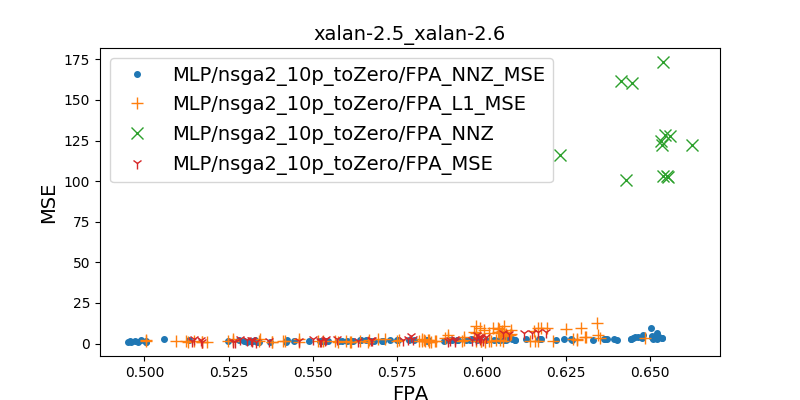 xalan-2.5_xalan-2.6
MLP/nsga2_10p_toZero/FPA_NNZ_MSE
MLP/nsga2_10p_toZero/FPA_L1_MSE
MLP/nsga2_10p_toZero/FPA_NNZ
MLP/nsga2_10p_toZero/FPA_MSE
MSE
175
150
125
100
75
50
25
0
0.500 0.525 0.550 0.575 0.600 0.625 0.650
FPA